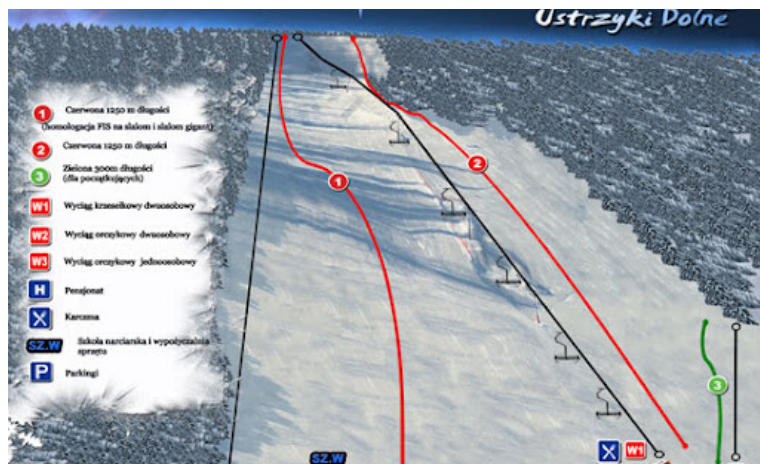 Ustrzyki Dolne
1 Czerwona 1250 m długości
(homologacja FIS na slalom i slalom gigant)
2 Czerwona 1250 m długości
3 Zielona 300m długości
(dla początkujących)
W1 Wyciąg krzesełkowy dwuosobowy
W2 Wyciąg orczykowy dwuosobowy
W3 Wyciąg orczykowy jednoosobowy
H Pensjonat
Karczma
SZ.W Szkoła narciarska i wypożyczalnia
sprzętu
P Parkingi
1
2
3
W1
SZ.W